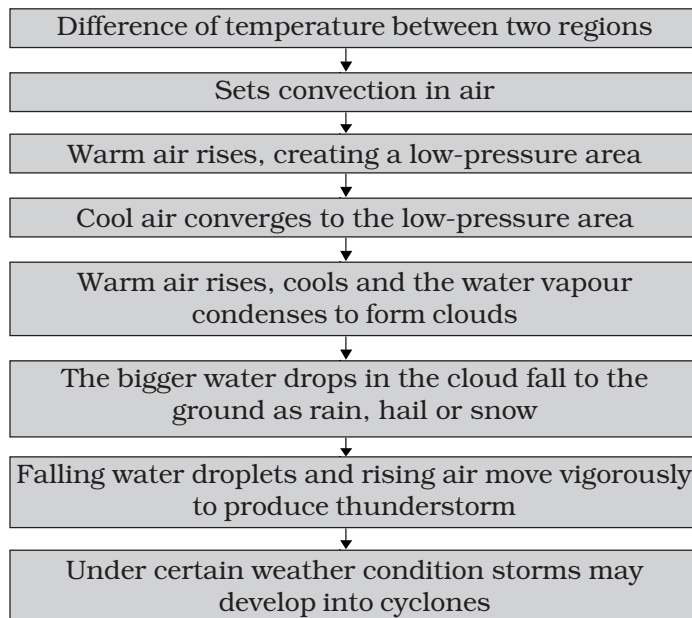 Difference of temperature between two regions
Sets convection in air
Warm air rises, creating a low-pressure area
Cool air converges to the low-pressure area
Warm air rises, cools and the water vapour
condenses to form clouds
The bigger water drops in the cloud fall to the
ground as rain, hail or snow
Falling water droplets and rising air move vigorously
to produce thunderstorm
Under certain weather condition storms may
develop into cyclones